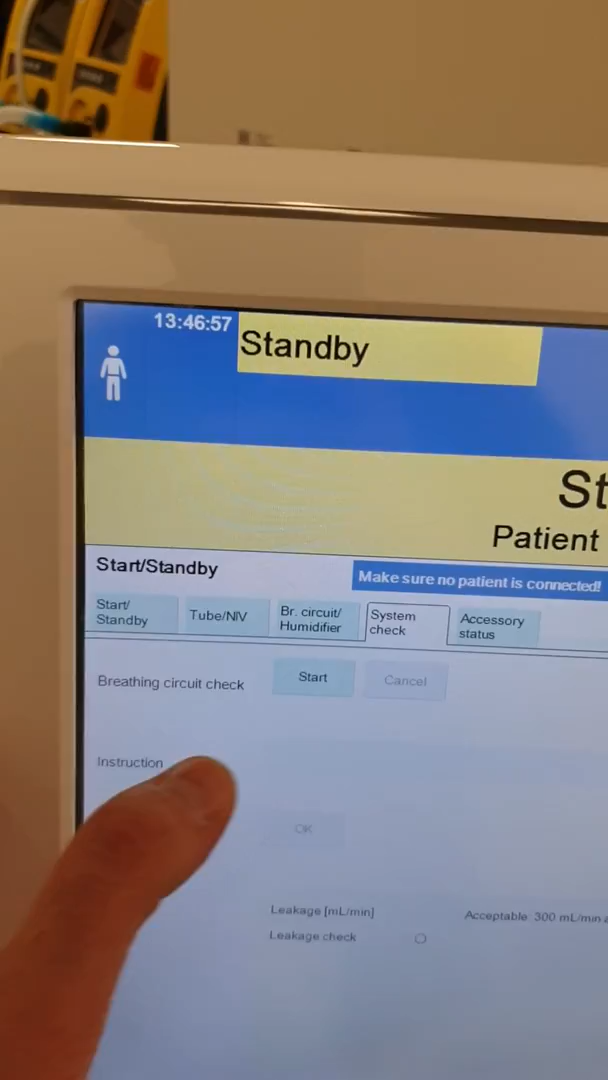 13:46:57
Standby
St
Patient
Start/Standby
Make sure no patient is connected!
Start/
Standby
Tube/NIV
Br. circuit/
Humidifier
System
check
Accessory
status
Breathing circuit check
Start
Cancel
Instruction
OK
Leakage [mL/min]
Acceptable: 300 mL/min
Leakage check